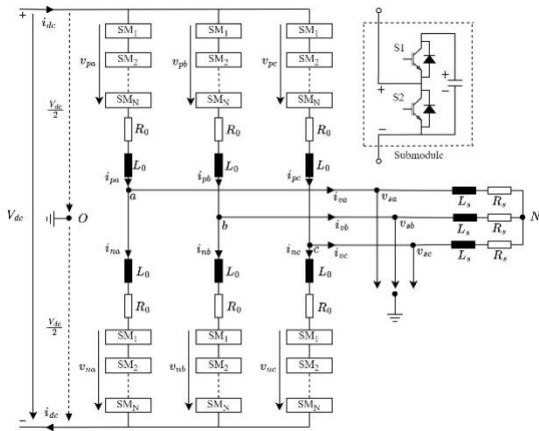 + i_dc SM_1 SM_1 SM_1
v_pa SM_2 v_pb SM_2 v_pc SM_2
SM_N SM_N SM_N
V_dc/2 R_0 R_0 R_0
L_0 L_0 L_0
i_pa i_pb i_pc
S1
+ +
−
S2
−
Submodule
a i_va v_sa L_s R_s
V_dc O b i_vb v_sb L_s R_s N
i_na i_nb i_nc c i_vc v_sc L_s R_s
L_0 L_0 L_0
R_0 R_0 R_0
V_dc/2 SM_1 SM_1 SM_1
v_na SM_2 v_nb SM_2 v_nc SM_2
SM_N SM_N SM_N
− i_dc